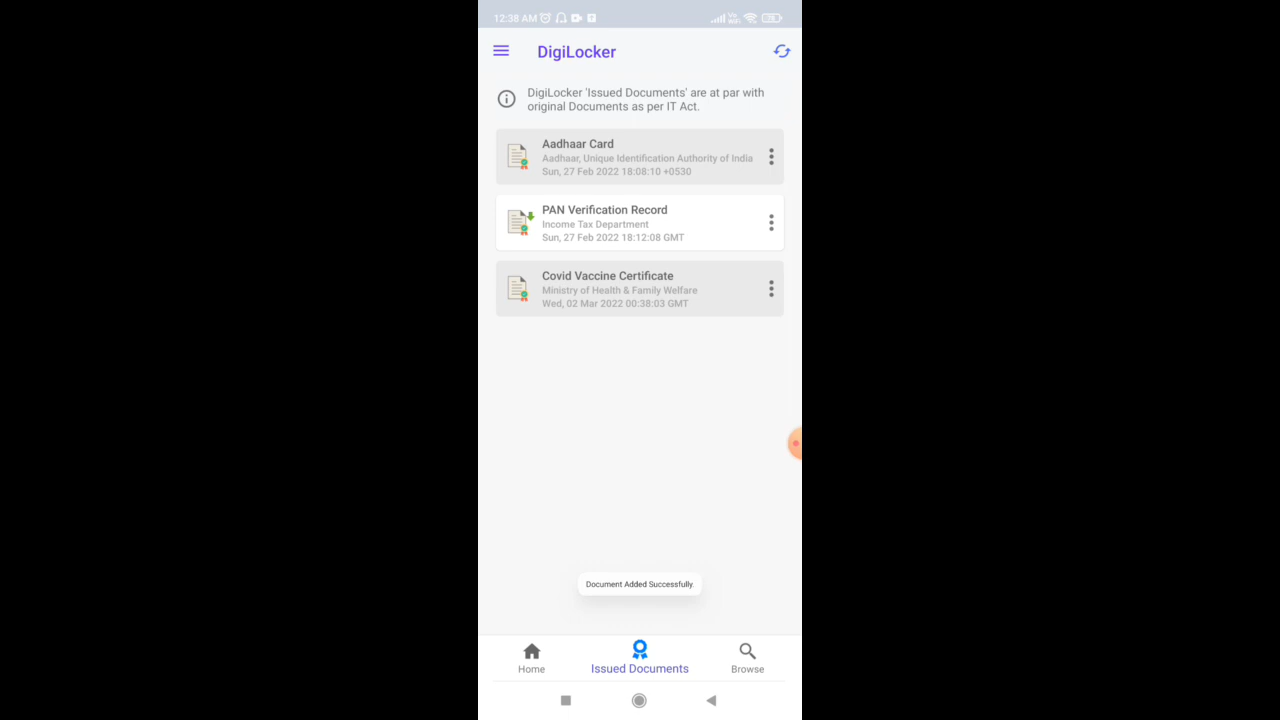 12:38 AM
Vo
WiFi
DigiLocker
DigiLocker 'Issued Documents' are at par with
original Documents as per IT Act.
Aadhaar Card
Aadhaar, Unique Identification Authority of India
Sun, 27 Feb 2022 18:08:10 +0530
PAN Verification Record
Income Tax Department
Sun, 27 Feb 2022 18:12:08 GMT
Covid Vaccine Certificate
Ministry of Health & Family Welfare
Wed, 02 Mar 2022 00:38:03 GMT
Document Added Successfully.
Home
Issued Documents
Browse